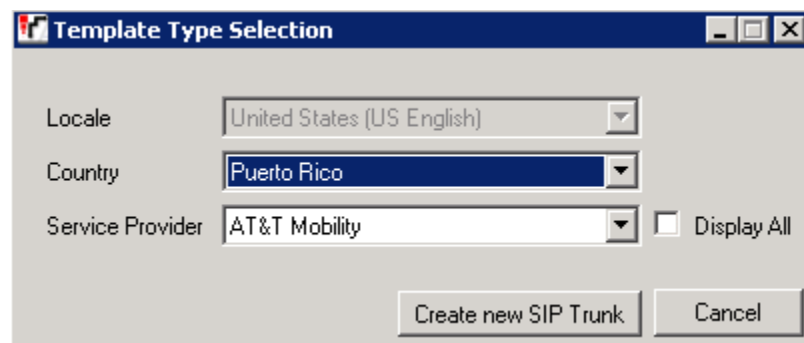 Template Type Selection
Locale United States (US English)
Country Puerto Rico
Service Provider AT&T Mobility Display All
Create new SIP Trunk Cancel